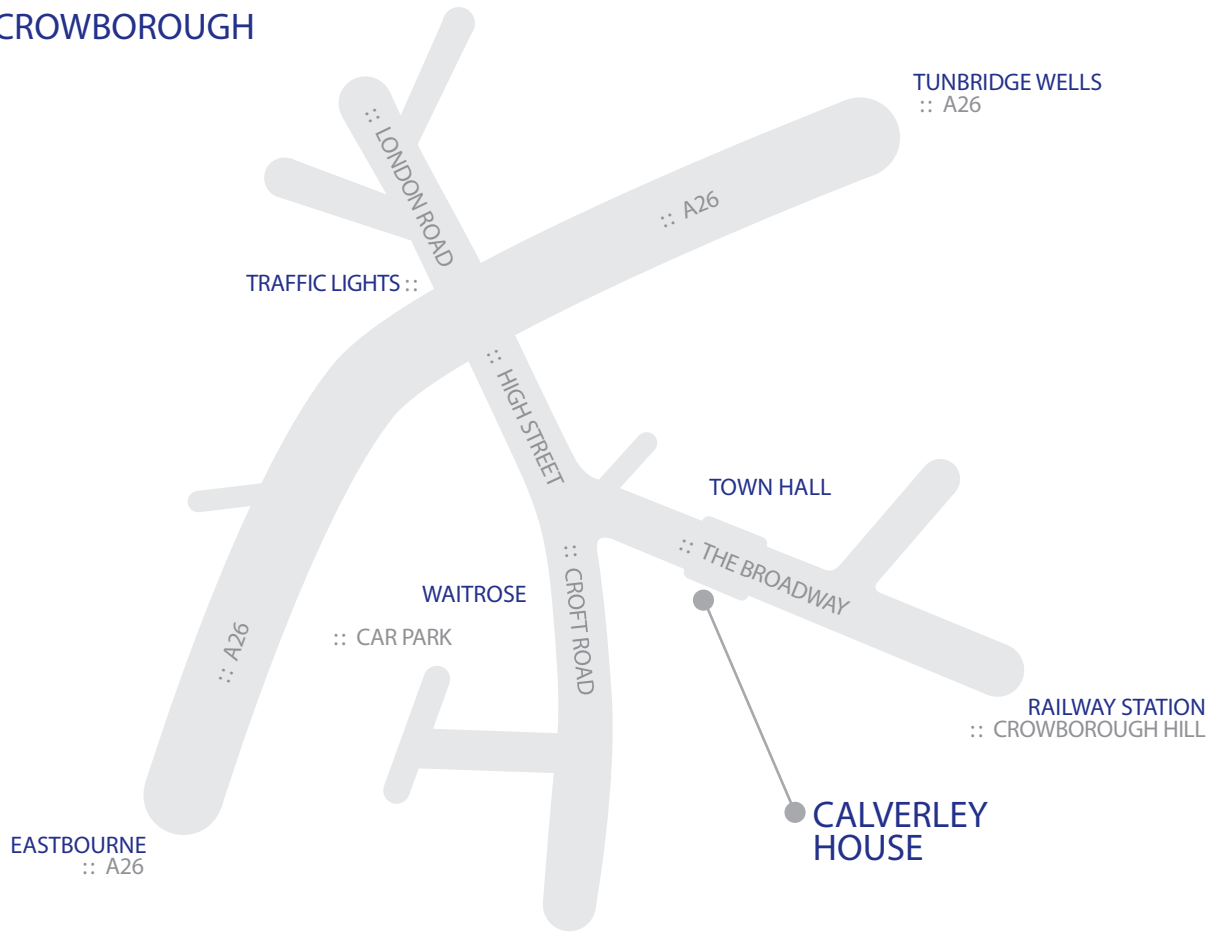 CROWBOROUGH
TUNBRIDGE WELLS
:: A26
:: LONDON ROAD
:: A26
TRAFFIC LIGHTS ::
:: HIGH STREET
TOWN HALL
:: THE BROADWAY
WAITROSE
:: CROFT ROAD
:: CAR PARK
:: A26
RAILWAY STATION
:: CROWBOROUGH HILL
CALVERLEY
HOUSE
EASTBOURNE
:: A26